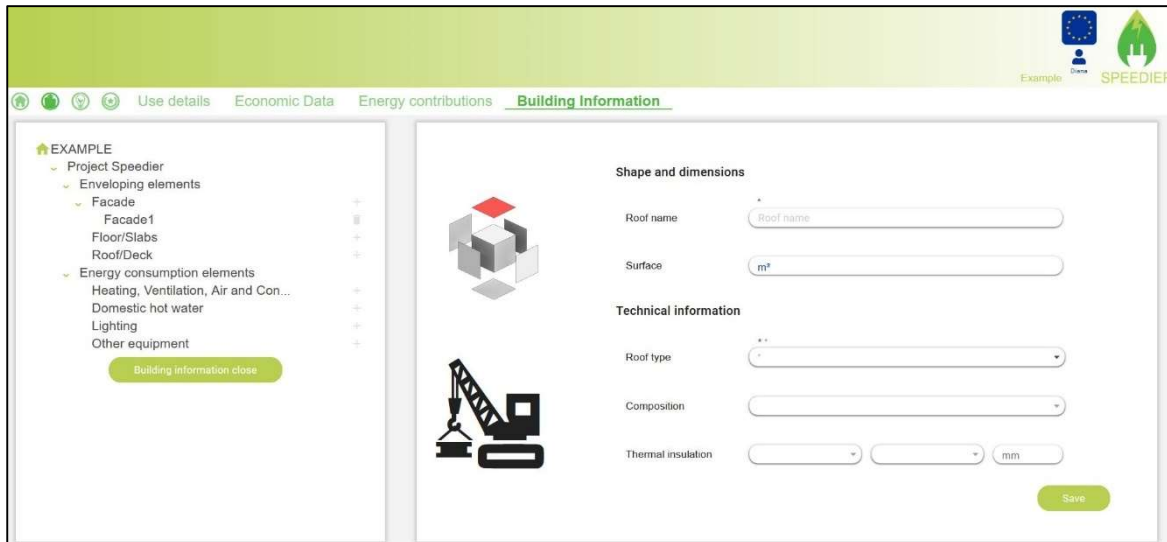 Example
Diana
SPEEDIER
Use details Economic Data Energy contributions Building Information
EXAMPLE
Project Speedier
Enveloping elements
Facade
Facade1
Floor/Slabs
Roof/Deck
Energy consumption elements
Heating, Ventilation, Air and Con...
Domestic hot water
Lighting
Other equipment
Building information close
Shape and dimensions
Roof name Roof name
Surface m²
Technical information
Roof type
Composition
Thermal insulation mm
Save